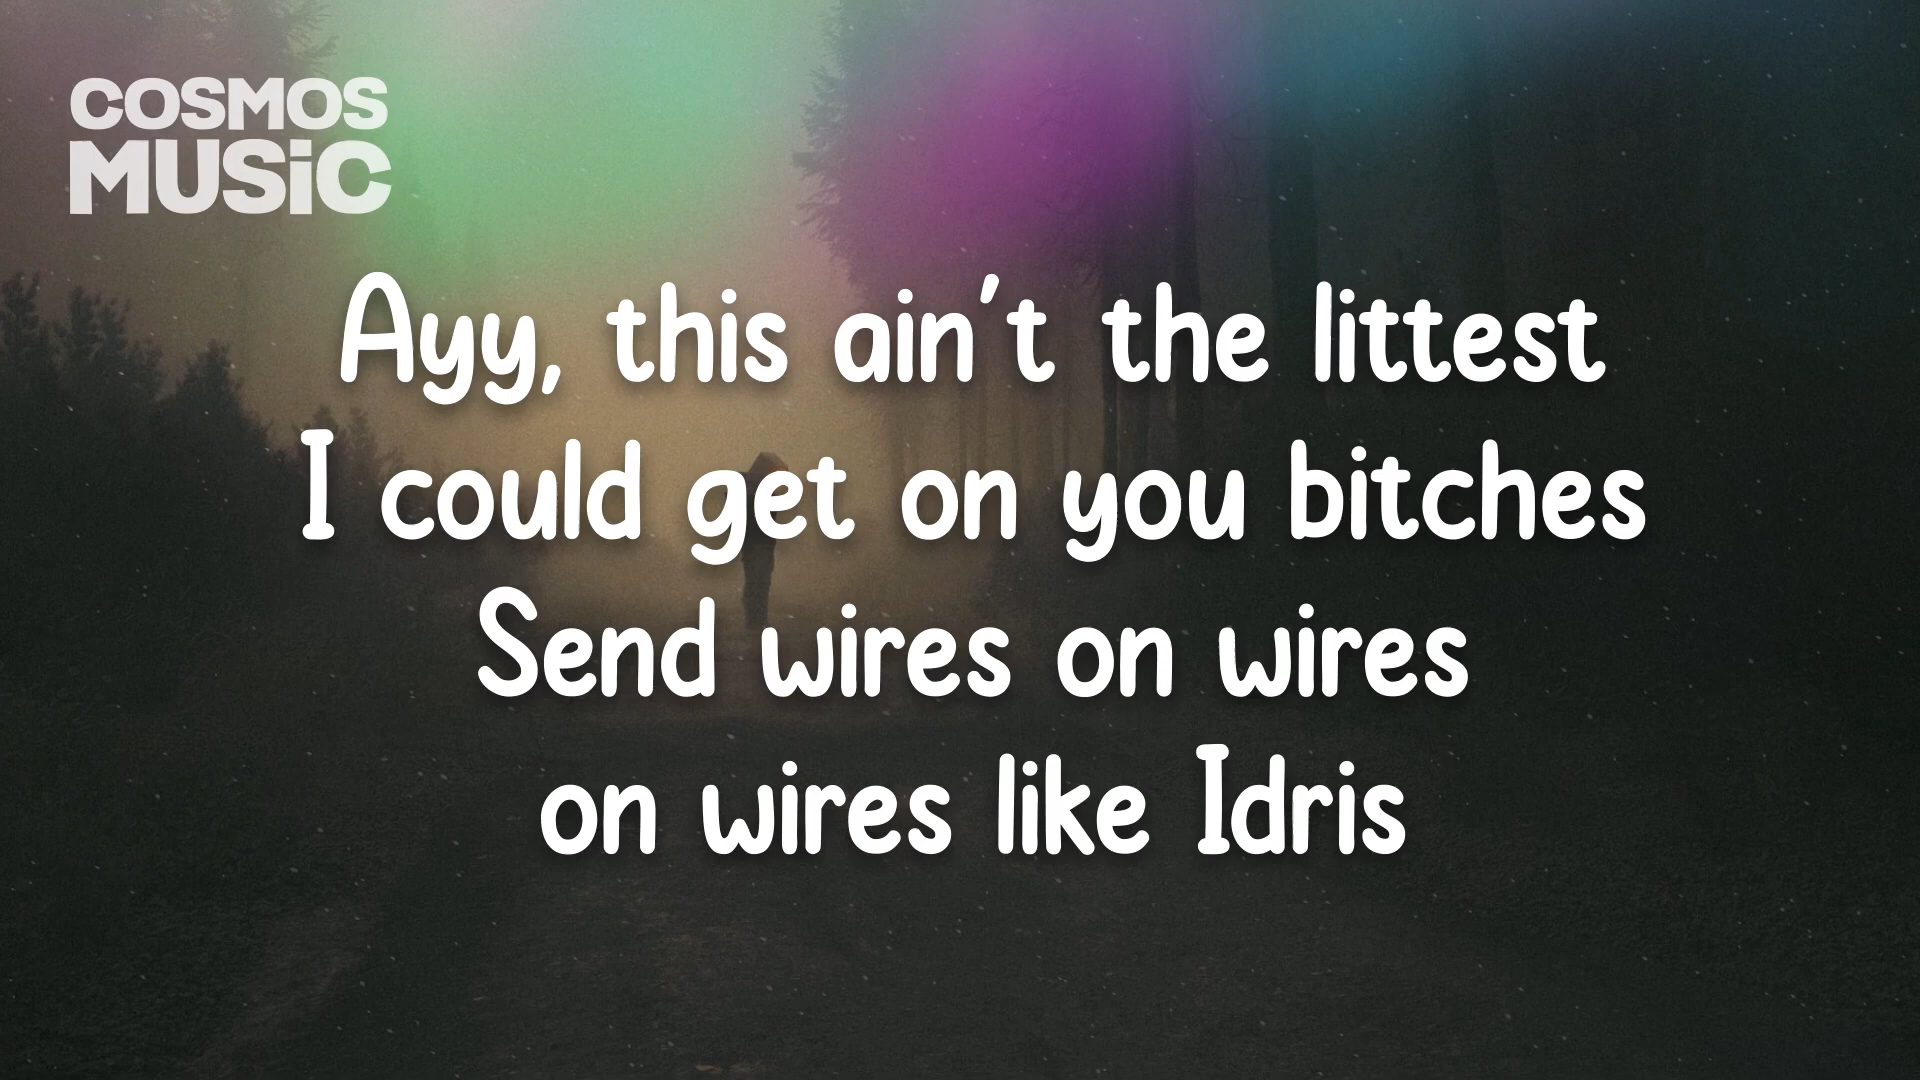 COSMOS
MUSiC
Ayy, this ain't the littest
I could get on you bitches
Send wires on wires
on wires like Idris